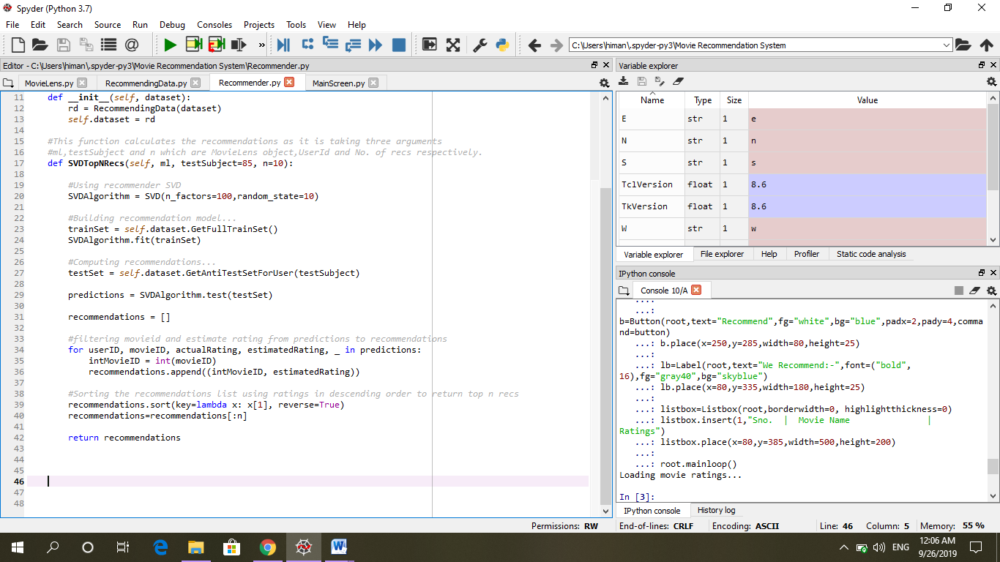 Spyder (Python 3.7)
File Edit Search Source Run Debug Consoles Projects Tools View Help
C:\Users\himan\.spyder-py3\Movie Recommendation System
Editor - C:\Users\himan\.spyder-py3\Movie Recommendation System\Recommender.py
MovieLens.py RecommendingData.py Recommender.py MainScreen.py
11 def __init__(self, dataset):
12 rd = RecommendingData(dataset)
13 self.dataset = rd
14
15 #This function calculates the recommendations as it is taking three arguments
16 #ml,testSubject and n which are MovieLens object,UserId and No. of recs respectively.
17 def SVDTopNRecs(self, ml, testSubject=85, n=10):
18
19 #Using recommender SVD
20 SVDAlgorithm = SVD(n_factors=100,random_state=10)
21
22 #Building recommendation model...
23 trainSet = self.dataset.GetFullTrainSet()
24 SVDAlgorithm.fit(trainSet)
25
26 #Computing recommendations...
27 testSet = self.dataset.GetAntiTestSetForUser(testSubject)
28
29 predictions = SVDAlgorithm.test(testSet)
30
31 recommendations = []
32
33 #filtering movieid and estimate rating from predictions to recommendations
34 for userID, movieID, actualRating, estimatedRating, _ in predictions:
35 intMovieID = int(movieID)
36 recommendations.append((intMovieID, estimatedRating))
37
38 #Sorting the recommendations list using ratings in descending order to return top n recs
39 recommendations.sort(key=lambda x: x[1], reverse=True)
40 recommendations=recommendations[:n]
41
42 return recommendations
43
44
45
46
47
48
Variable explorer
Name Type Size Value
E str 1 e
N str 1 n
S str 1 s
TclVersion float 1 8.6
TkVersion float 1 8.6
W str 1 w
Variable explorer File explorer Help Profiler Static code analysis
IPython console
Console 10/A
...:
...:
b=Button(root,text="Recommend",fg="white",bg="blue",padx=2,pady=4,comma
nd=button)
...: b.place(x=250,y=285,width=80,height=25)
...:
...: lb=Label(root,text="We Recommend:-",font=("bold",
16),fg="gray40",bg="skyblue")
...: lb.place(x=80,y=335,width=180,height=25)
...:
...: listbox=Listbox(root,borderwidth=0, highlightthickness=0)
...: listbox.insert(1,"Sno. | Movie Name |
Ratings")
...: listbox.place(x=80,y=385,width=500,height=200)
...:
...: root.mainloop()
Loading movie ratings...
In [3]:
IPython console History log
Permissions: RW End-of-lines: CRLF Encoding: ASCII Line: 46 Column: 5 Memory: 55 %
ENG
12:06 AM
9/26/2019